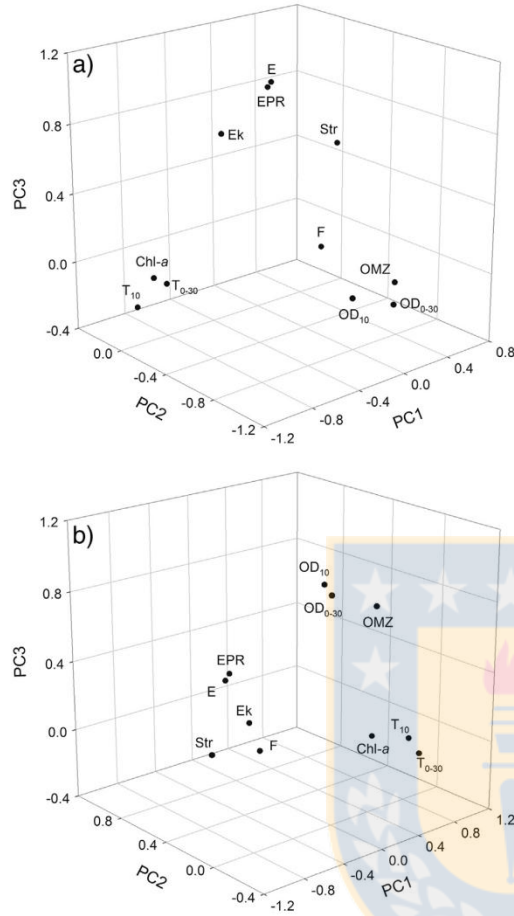 a)
1.2
0.8
0.4
0.0
-0.4
PC3
E
EPR
Ek
Str
F
Chl-a
T₀₋₃₀
T₁₀
OMZ
OD₁₀
OD₀₋₃₀
0.0
-0.4
-0.8
-1.2
PC2
-1.2
-0.8
-0.4
0.0
0.4
0.8
PC1
b)
1.2
0.8
0.4
0.0
-0.4
PC3
OD₁₀
OD₀₋₃₀
OMZ
EPR
E
Ek
Str
F
T₁₀
Chl-a
T₀₋₃₀
0.8
0.4
0.0
-0.4
PC2
-1.2
-0.8
-0.4
0.0
0.4
0.8
1.2
PC1